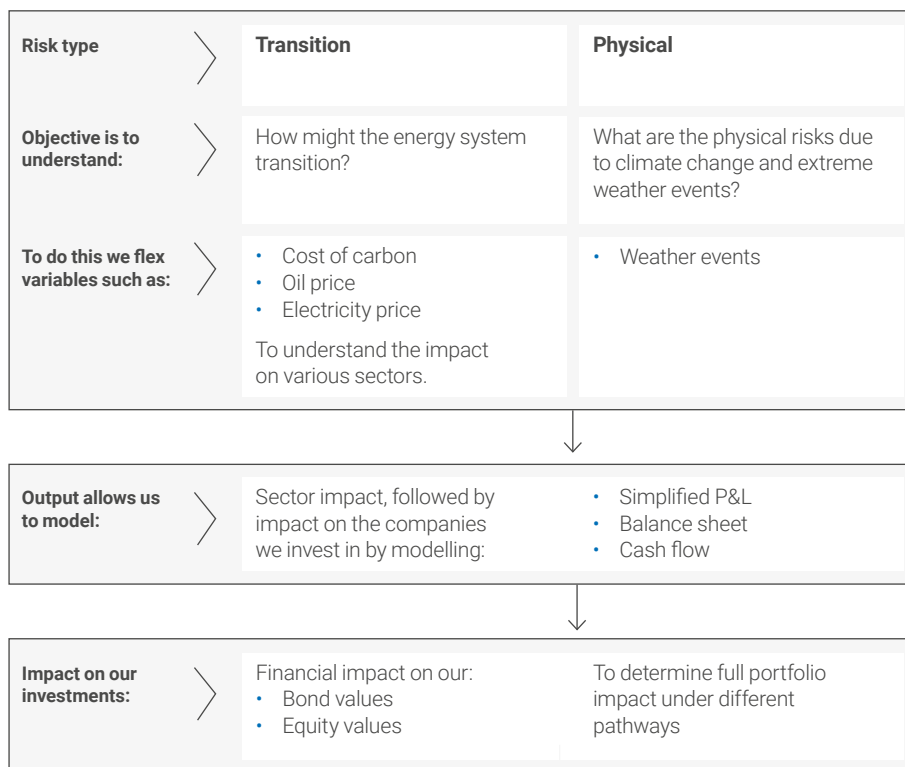 Risk type
Transition
Physical
Objective is to
understand:
How might the energy system
transition?
What are the physical risks due
to climate change and extreme
weather events?
To do this we flex
variables such as:
• Cost of carbon
• Oil price
• Electricity price
To understand the impact
on various sectors.
• Weather events
Output allows us
to model:
Sector impact, followed by
impact on the companies
we invest in by modelling:
• Simplified P&L
• Balance sheet
• Cash flow
Impact on our
investments:
Financial impact on our:
• Bond values
• Equity values
To determine full portfolio
impact under different
pathways